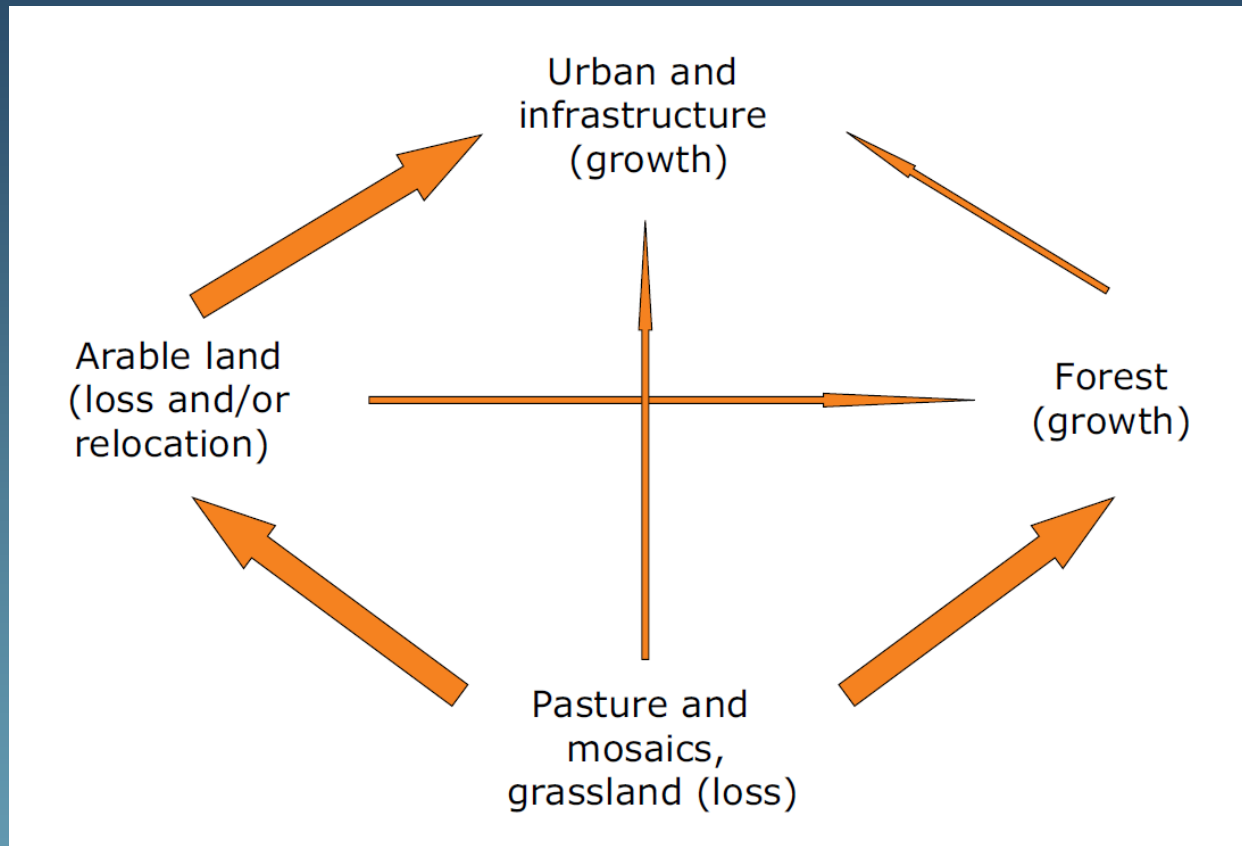 Urban and
infrastructure
(growth)
Arable land
(loss and/or
relocation)
Forest
(growth)
Pasture and
mosaics,
grassland (loss)